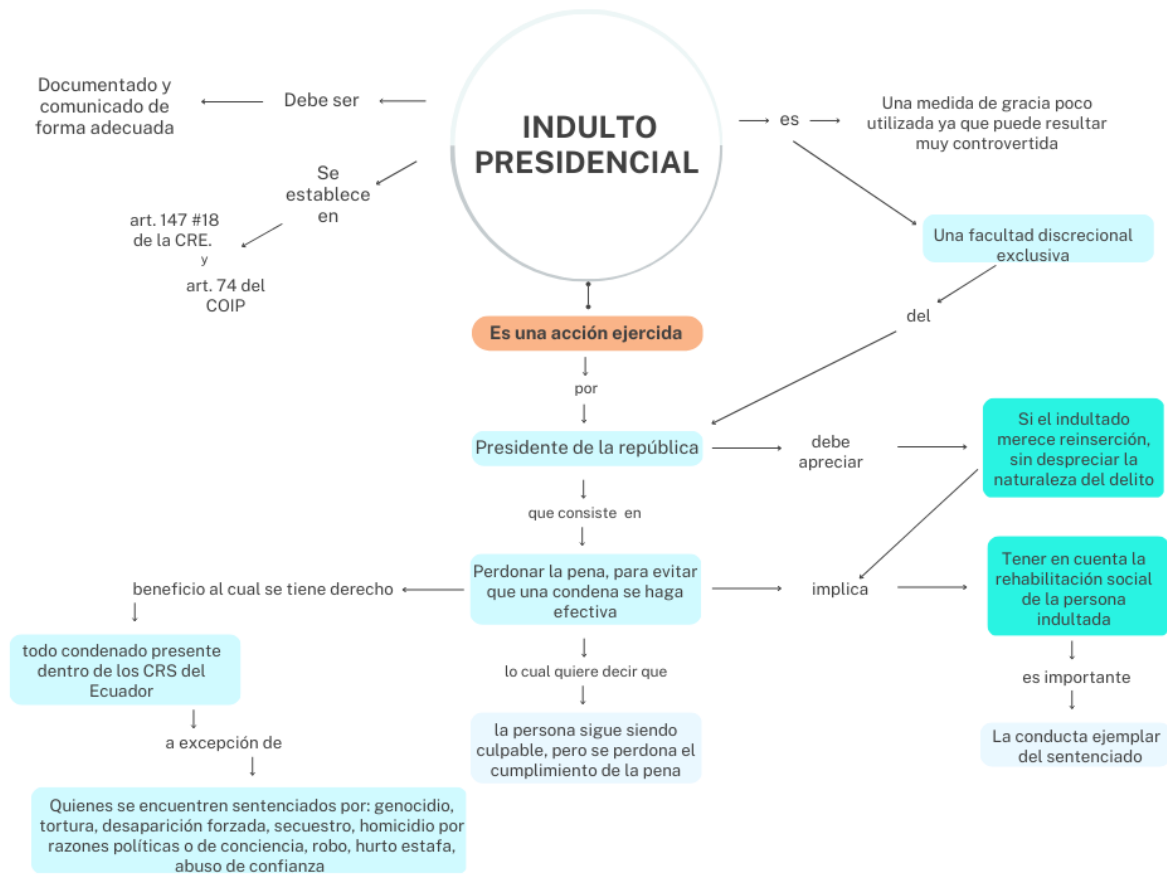 INDULTO
PRESIDENCIAL
Debe ser
Documentado y
comunicado de
forma adecuada
Se
establece
en
art. 147 #18
de la CRE.
y
art. 74 del
COIP
es
Una medida de gracia poco
utilizada ya que puede resultar
muy controvertida
Una facultad discrecional
exclusiva
del
Es una acción ejercida
por
Presidente de la república
debe
apreciar
Si el indultado
merece reinserción,
sin despreciar la
naturaleza del delito
que consiste en
Perdonar la pena, para evitar
que una condena se haga
efectiva
implica
Tener en cuenta la
rehabilitación social
de la persona
indultada
es importante
La conducta ejemplar
del sentenciado
lo cual quiere decir que
la persona sigue siendo
culpable, pero se perdona el
cumplimiento de la pena
beneficio al cual se tiene derecho
todo condenado presente
dentro de los CRS del
Ecuador
a excepción de
Quienes se encuentren sentenciados por: genocidio,
tortura, desaparición forzada, secuestro, homicidio por
razones políticas o de conciencia, robo, hurto estafa,
abuso de confianza